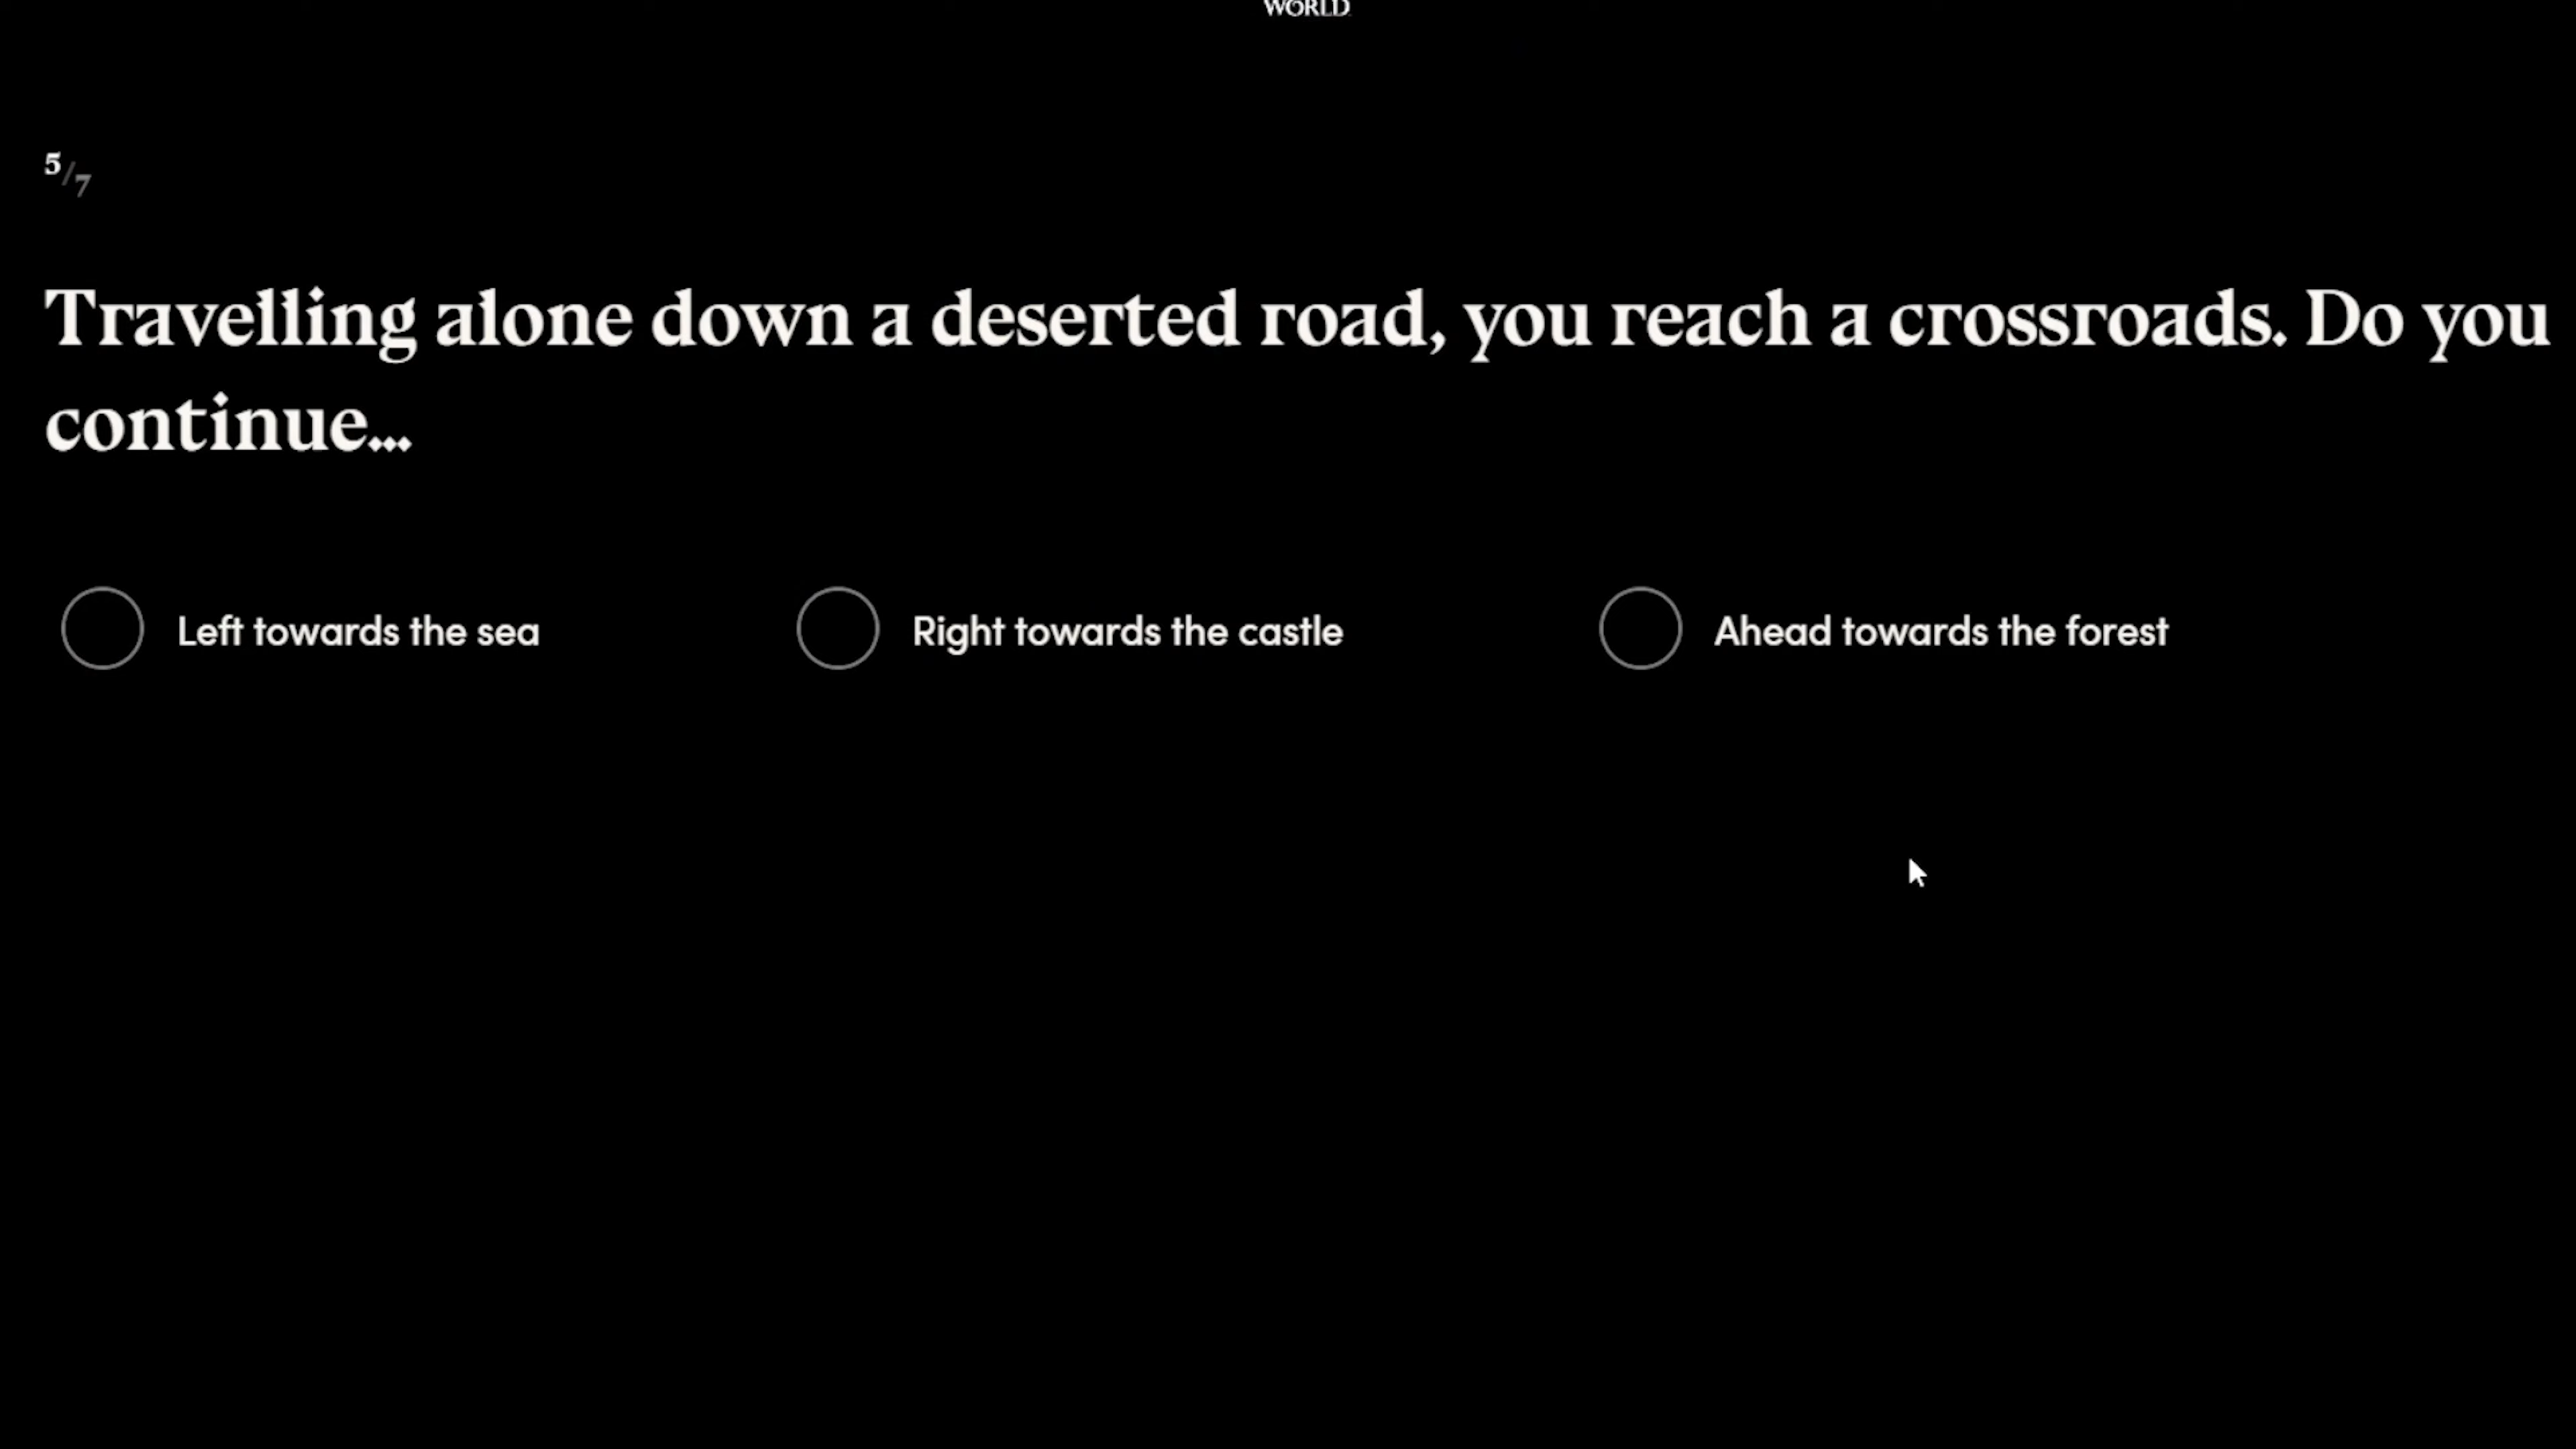 WORLD
5/7
Travelling alone down a deserted road, you reach a crossroads. Do you
continue...
Left towards the sea
Right towards the castle
Ahead towards the forest